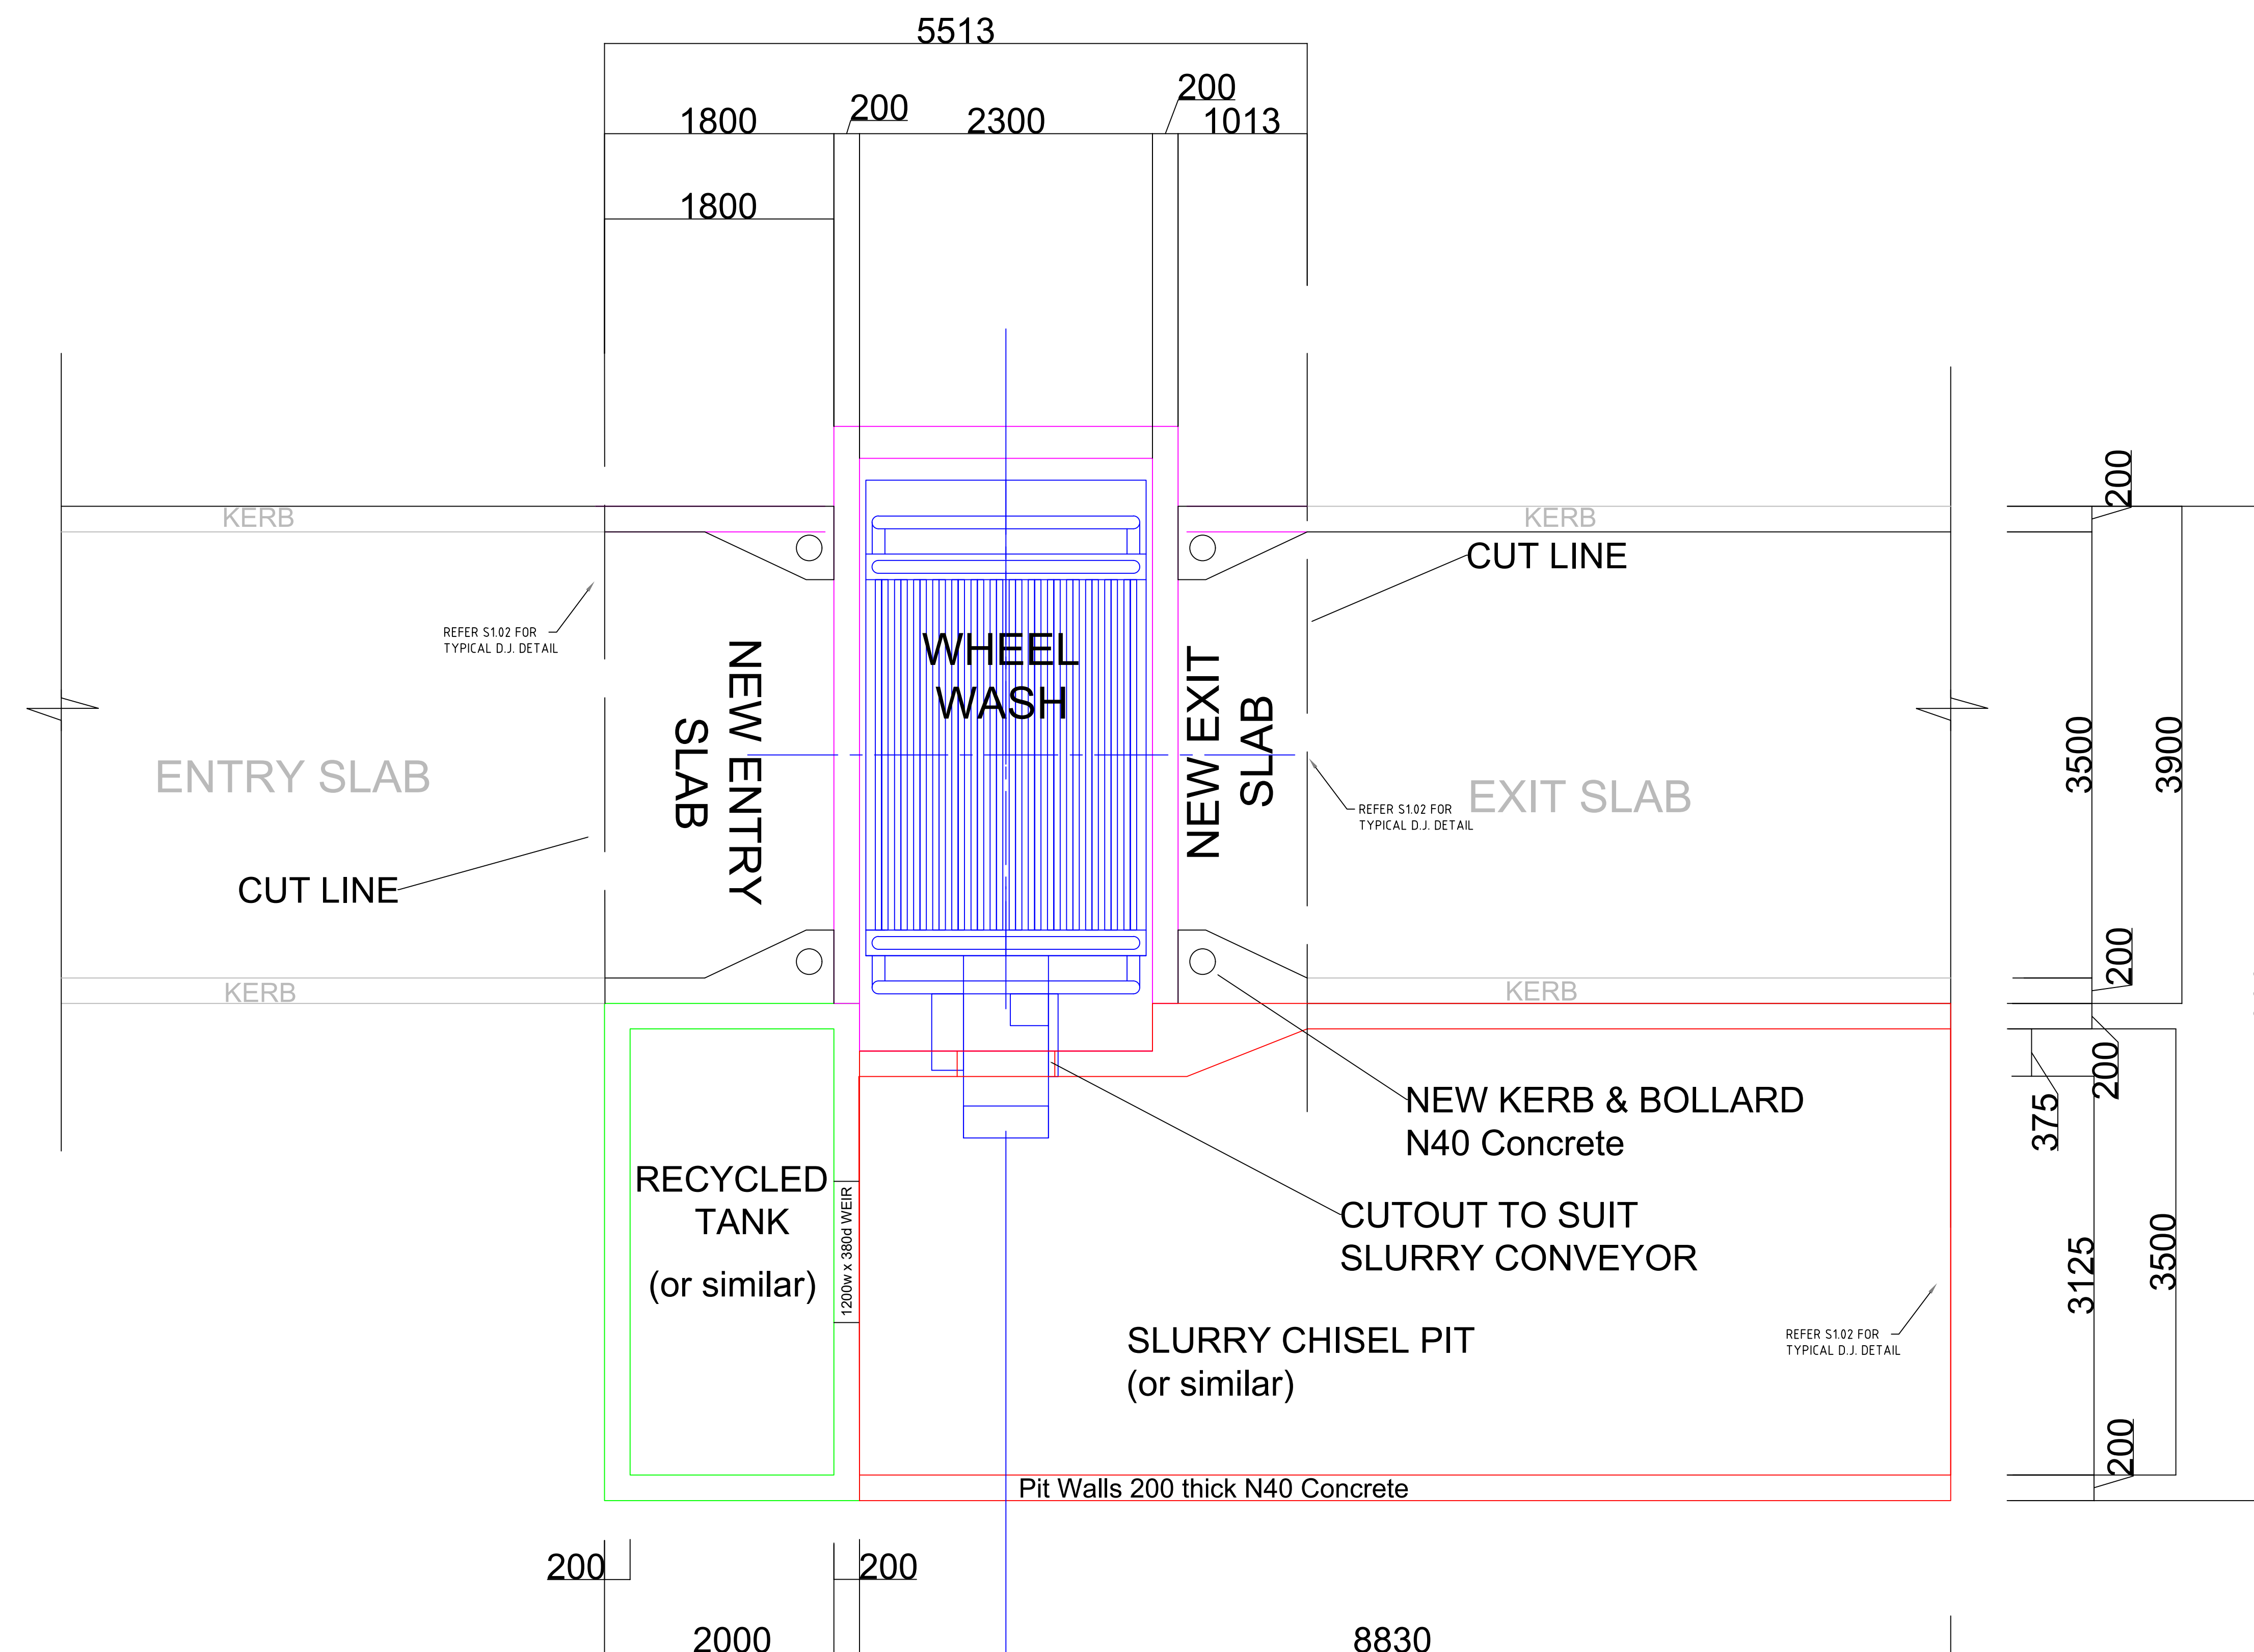 5513
200
200
1800
2300
1013
1800
200
KERB
KERB
CUT LINE
REFER S1.02 FOR
TYPICAL D.J. DETAIL
WHEEL
WASH
NEW ENTRY
SLAB
NEW EXIT
SLAB
3500
3900
ENTRY SLAB
EXIT SLAB
REFER S1.02 FOR
TYPICAL D.J. DETAIL
CUT LINE
200
KERB
KERB
200
375
NEW KERB & BOLLARD
N40 Concrete
RECYCLED
TANK
(or similar)
1200w x 380d WEIR
CUTOUT TO SUIT
SLURRY CONVEYOR
3125
3500
SLURRY CHISEL PIT
(or similar)
REFER S1.02 FOR
TYPICAL D.J. DETAIL
200
Pit Walls 200 thick N40 Concrete
200
200
2000
8830